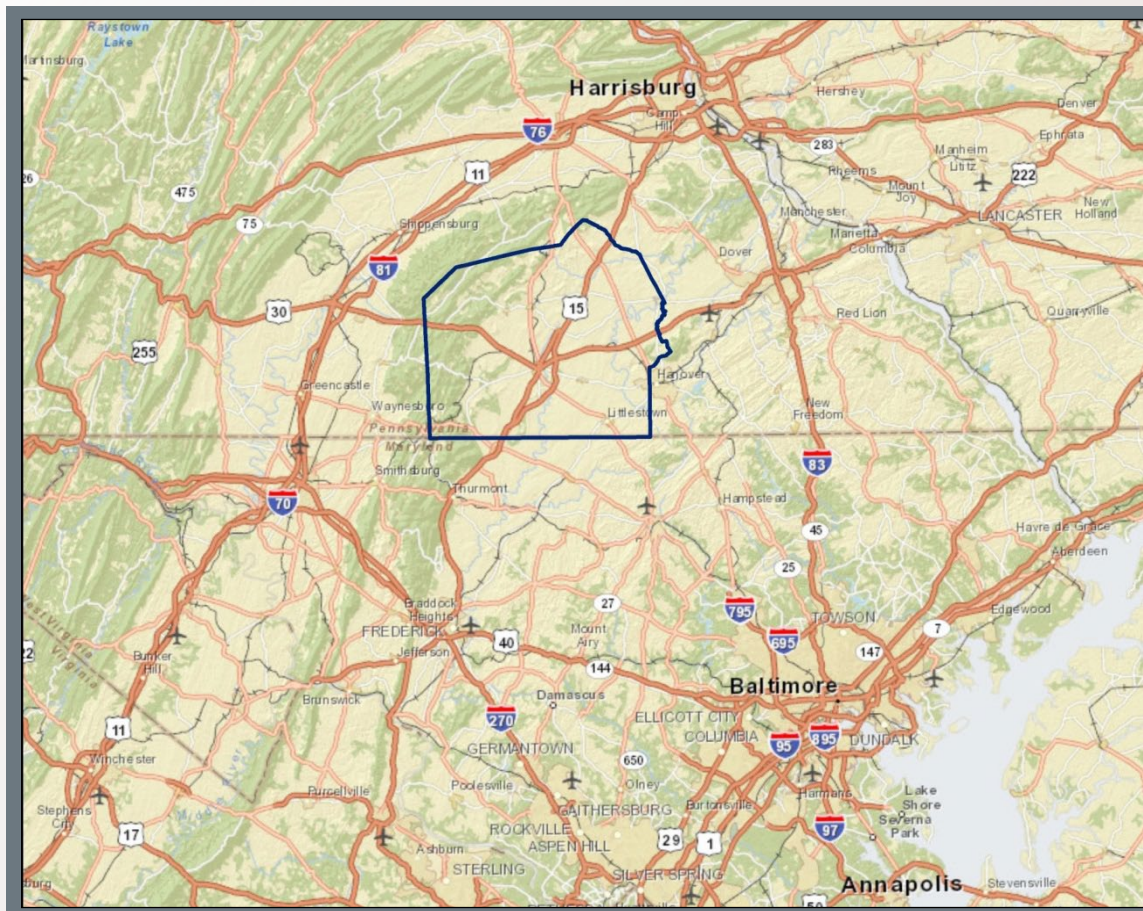 Raystown
Lake
Martinsburg
Harrisburg
Hershey
Camp
Hill
Denver
76
Ephrata
283
Manheim
Lititz
11
Rheems
222
26
475
Mount
Joy
New
Holland
Manchester
LANCASTER
75
Shippensburg
Marietta
Columbia
Dover
81
15
30
Red Lion
Quarryville
255
Greencastle
Hanover
Waynesboro
Littlestown
New
Freedom
Pennsylvania
Maryland
83
Smithsburg
Thurmont
Hampstead
70
Havre de Grace
45
Aberdeen
25
27
795
Edgewood
Braddock
Heights
TOWSON
7
FREDERICK
40
Mount
Airy
695
Virginia
22
Bunker
Hill
Jefferson
144
147
Baltimore
Brunswick
Damascus
270
ELLICOTT CITY
11
COLUMBIA
95
895
DUNDALK
GERMANTOWN
Winchester
650
Poolesville
Olney
Lake
Shore
Purcellville
Harmans
Stephens
City
GAITHERSBURG
Burtonsville
Severna
Park
17
ROCKVILLE
97
29
1
ASPEN HILL
Ashburn
STERLING
SILVER SPRING
Annapolis
Stevensville
50